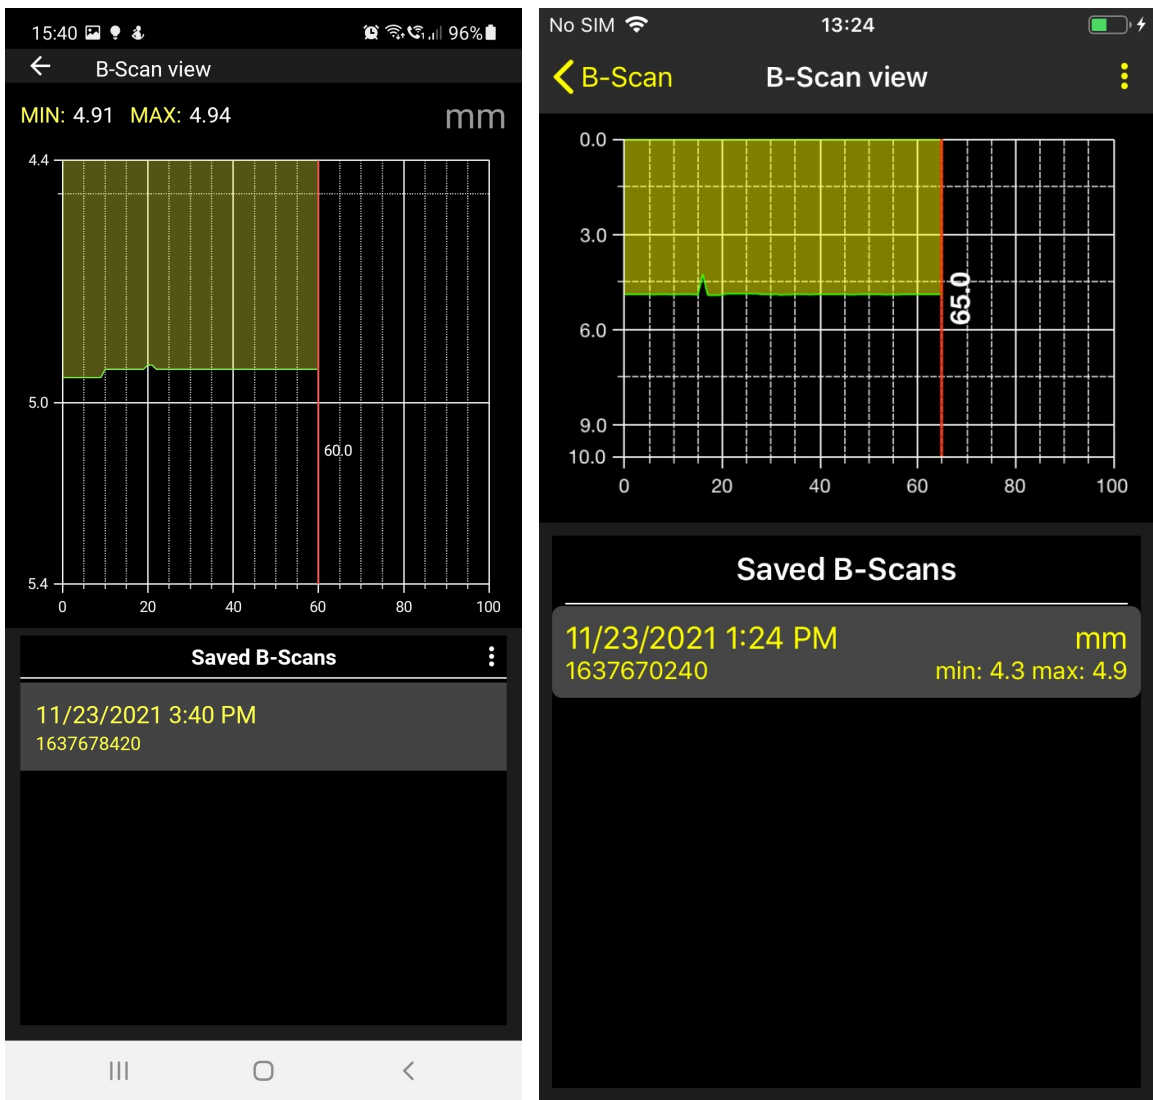 15:40 96%
B-Scan view
MIN: 4.91 MAX: 4.94 mm
4.4
5.0
60.0
5.4
0 20 40 60 80 100
Saved B-Scans
11/23/2021 3:40 PM
1637678420
No SIM 13:24
B-Scan B-Scan view
0.0
3.0
65.0
6.0
9.0
10.0
0 20 40 60 80 100
Saved B-Scans
11/23/2021 1:24 PM mm
1637670240 min: 4.3 max: 4.9